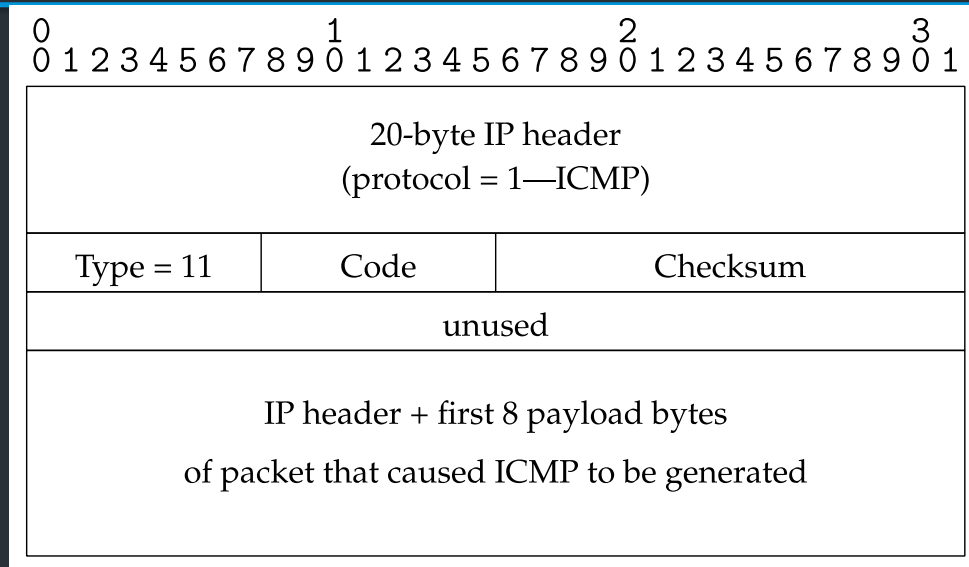 0 1 2 3
0 1 2 3 4 5 6 7 8 9 0 1 2 3 4 5 6 7 8 9 0 1 2 3 4 5 6 7 8 9 0 1
20-byte IP header
(protocol = 1—ICMP)
Type = 11 Code Checksum
unused
IP header + first 8 payload bytes
of packet that caused ICMP to be generated